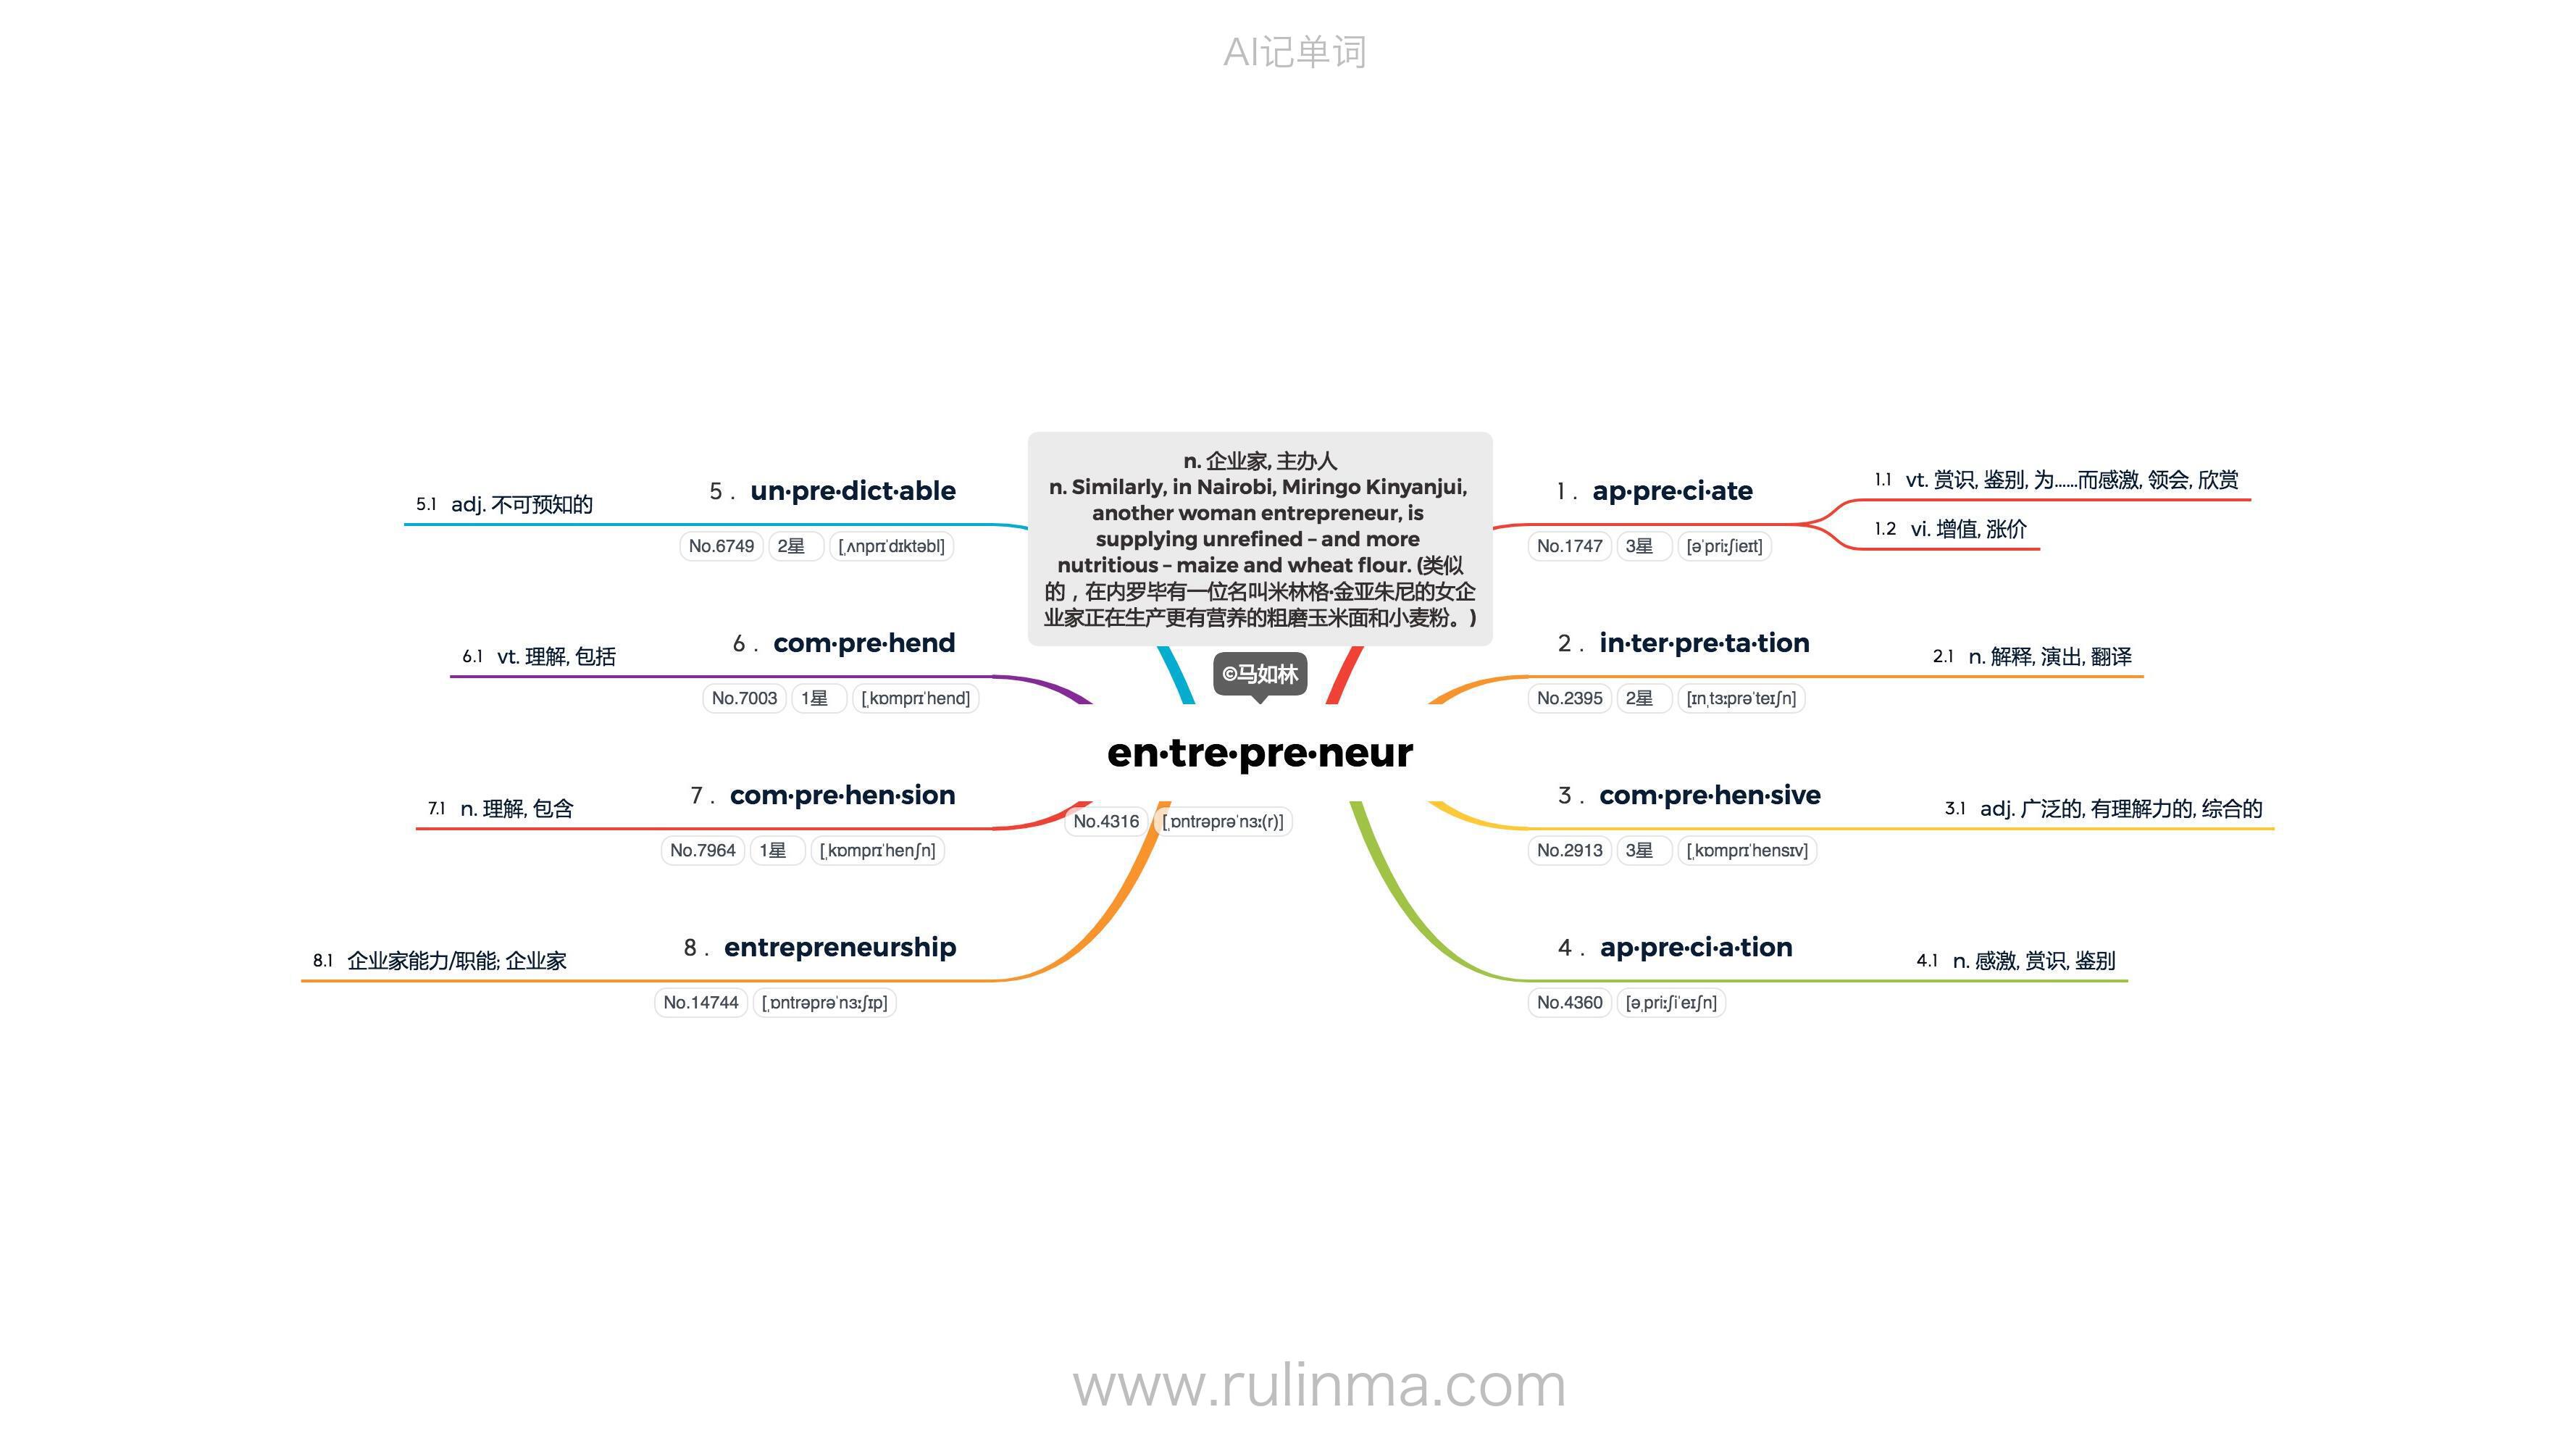 AI记单词
n. 企业家, 主办人
n. Similarly, in Nairobi, Miringo Kinyanjui,
another woman entrepreneur, is
supplying unrefined – and more
nutritious – maize and wheat flour. (类似
的，在内罗毕有一位名叫米林格·金亚朱尼的女企
业家正在生产更有营养的粗磨玉米面和小麦粉。)
©马如林
en·tre·pre·neur
No.4316 [ˌɒntrəprəˈnɜː(r)]
1. ap·pre·ci·ate
No.1747 3星 [əˈpriːʃieɪt]
1.1 vt. 赏识, 鉴别, 为......而感激, 领会, 欣赏
1.2 vi. 增值, 涨价
2. in·ter·pre·ta·tion
No.2395 2星 [ɪnˌtɜːprəˈteɪʃn]
2.1 n. 解释, 演出, 翻译
3. com·pre·hen·sive
No.2913 3星 [ˌkɒmprɪˈhensɪv]
3.1 adj. 广泛的, 有理解力的, 综合的
4. ap·pre·ci·a·tion
No.4360 [əˌpriːʃiˈeɪʃn]
4.1 n. 感激, 赏识, 鉴别
5. un·pre·dict·able
No.6749 2星 [ˌʌnprɪˈdɪktəbl]
5.1 adj. 不可预知的
6. com·pre·hend
No.7003 1星 [ˌkɒmprɪˈhend]
6.1 vt. 理解, 包括
7. com·pre·hen·sion
No.7964 1星 [ˌkɒmprɪˈhenʃn]
7.1 n. 理解, 包含
8. entrepreneurship
No.14744 [ˌɒntrəprəˈnɜːʃɪp]
8.1 企业家能力/职能; 企业家
www.rulinma.com